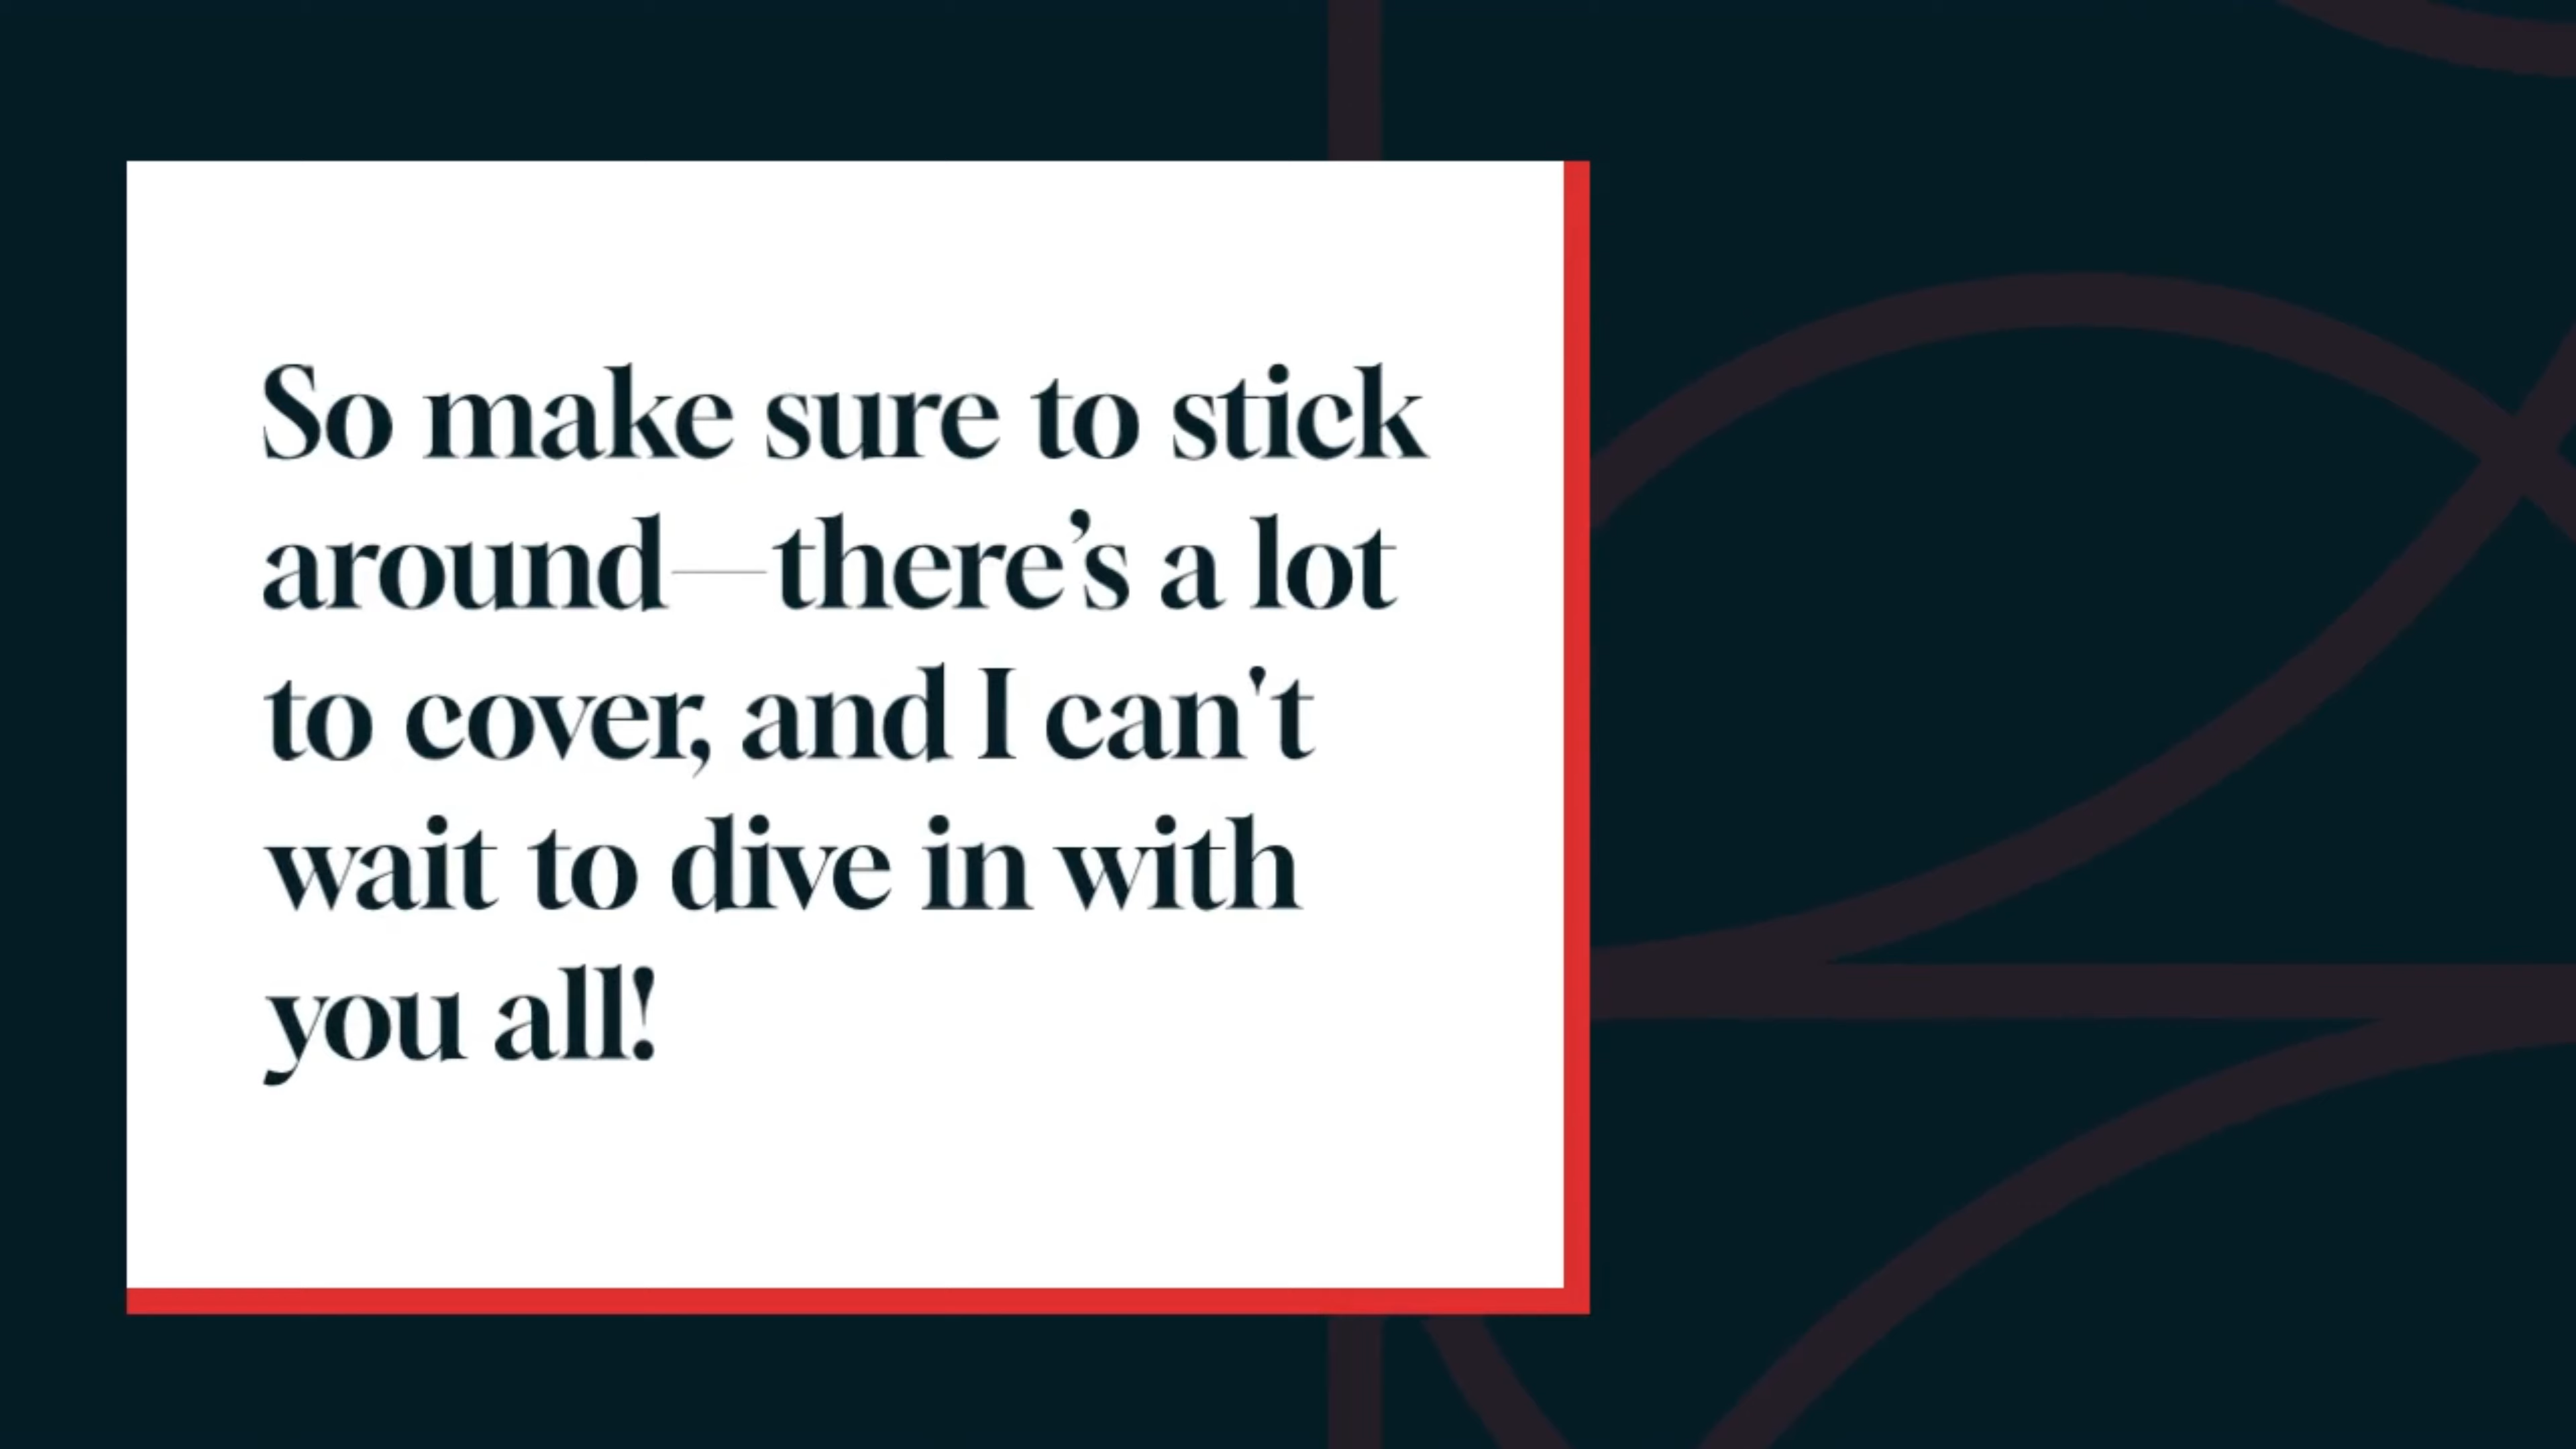 So make sure to stick
around—there’s a lot
to cover, and I can't
wait to dive in with
you all!